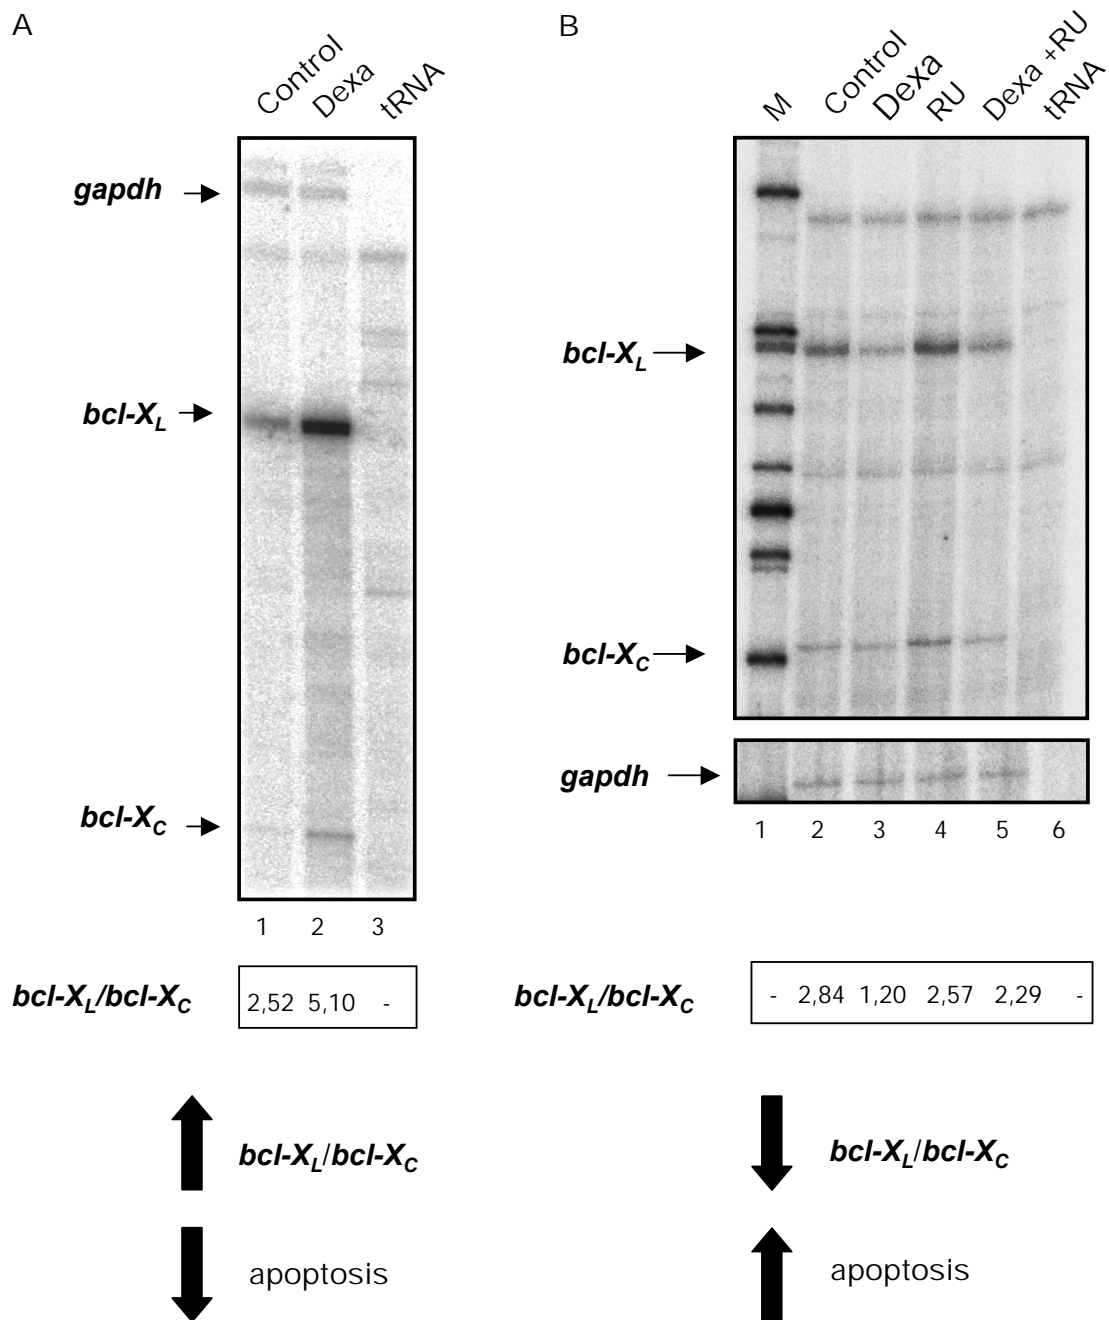 A
Control
Dexa
tRNA
gapdh
bcl-XL
bcl-XC
1 2 3
bcl-XL/bcl-XC
2,52 5,10 -
bcl-XL/bcl-XC
apoptosis
B
M
Control
Dexa
RU
Dexa +RU
tRNA
bcl-XL
bcl-XC
gapdh
1 2 3 4 5 6
bcl-XL/bcl-XC
- 2,84 1,20 2,57 2,29 -
bcl-XL/bcl-XC
apoptosis